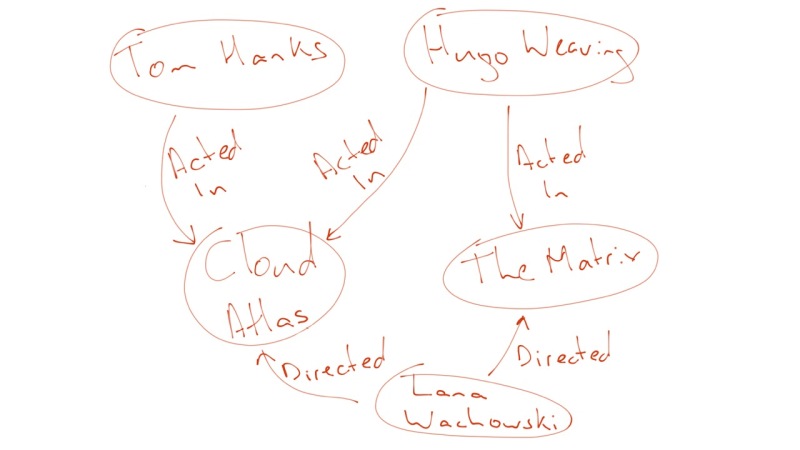 Tom Hanks
Hugo Weaving
Acted
In
Acted
In
Acted
In
Cloud
Atlas
The Matrix
Directed
Directed
Lana
Wachowski